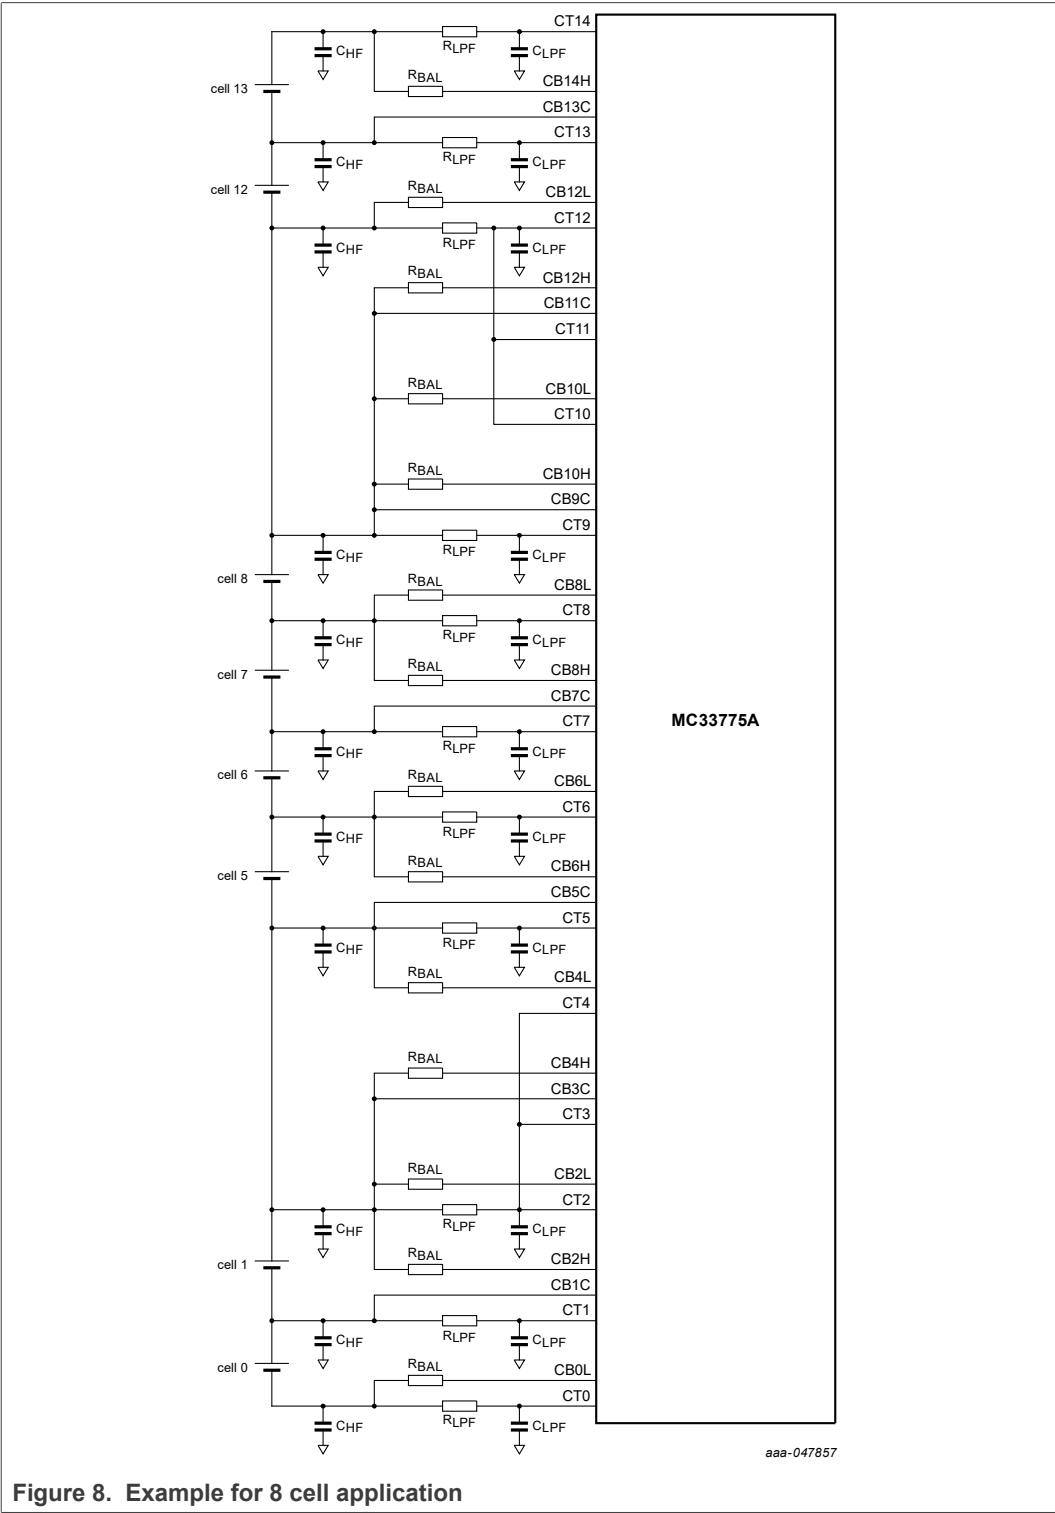 CT14
CHF
RLPF
CLPF
RBAL
CB14H
cell 13
CB13C
CT13
CHF
RLPF
CLPF
cell 12
RBAL
CB12L
CT12
CHF
RLPF
CLPF
RBAL
CB12H
CB11C
CT11
RBAL
CB10L
CT10
RBAL
CB10H
CB9C
CT9
CHF
RLPF
CLPF
cell 8
RBAL
CB8L
CT8
CHF
RLPF
CLPF
cell 7
RBAL
CB8H
CB7C
MC33775A
CT7
CHF
RLPF
CLPF
cell 6
RBAL
CB6L
CT6
CHF
RLPF
CLPF
cell 5
RBAL
CB6H
CB5C
CT5
CHF
RLPF
CLPF
RBAL
CB4L
CT4
RBAL
CB4H
CB3C
CT3
RBAL
CB2L
CT2
CHF
RLPF
CLPF
cell 1
RBAL
CB2H
CB1C
CT1
CHF
RLPF
CLPF
cell 0
RBAL
CB0L
CT0
CHF
RLPF
CLPF
aaa-047857
Figure 8. Example for 8 cell application